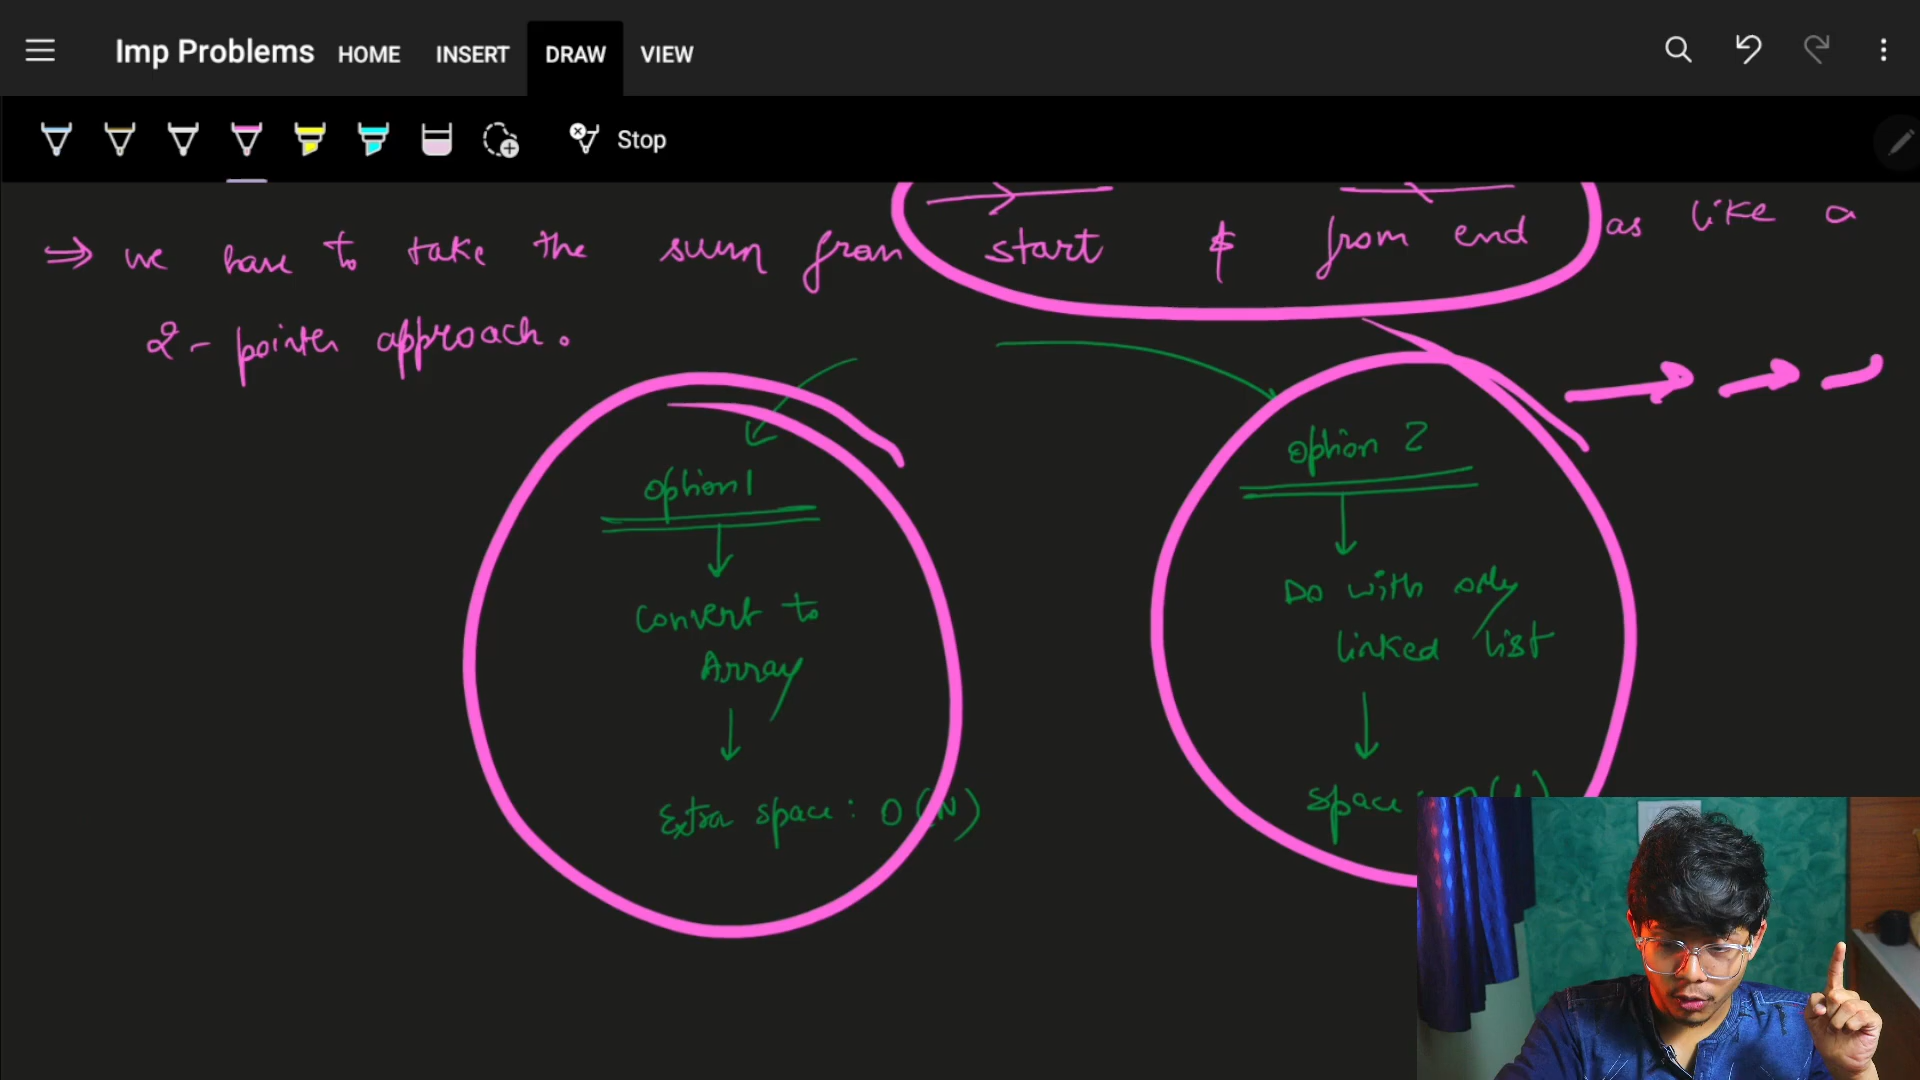 Imp Problems HOME INSERT DRAW VIEW
Stop
⇒ we have to take the sum from start & from end as like a
2- pointer approach.
option 1
option 2
Convert to
Array
Do with only
linked list
Extra space: O(N)
space: O(1)